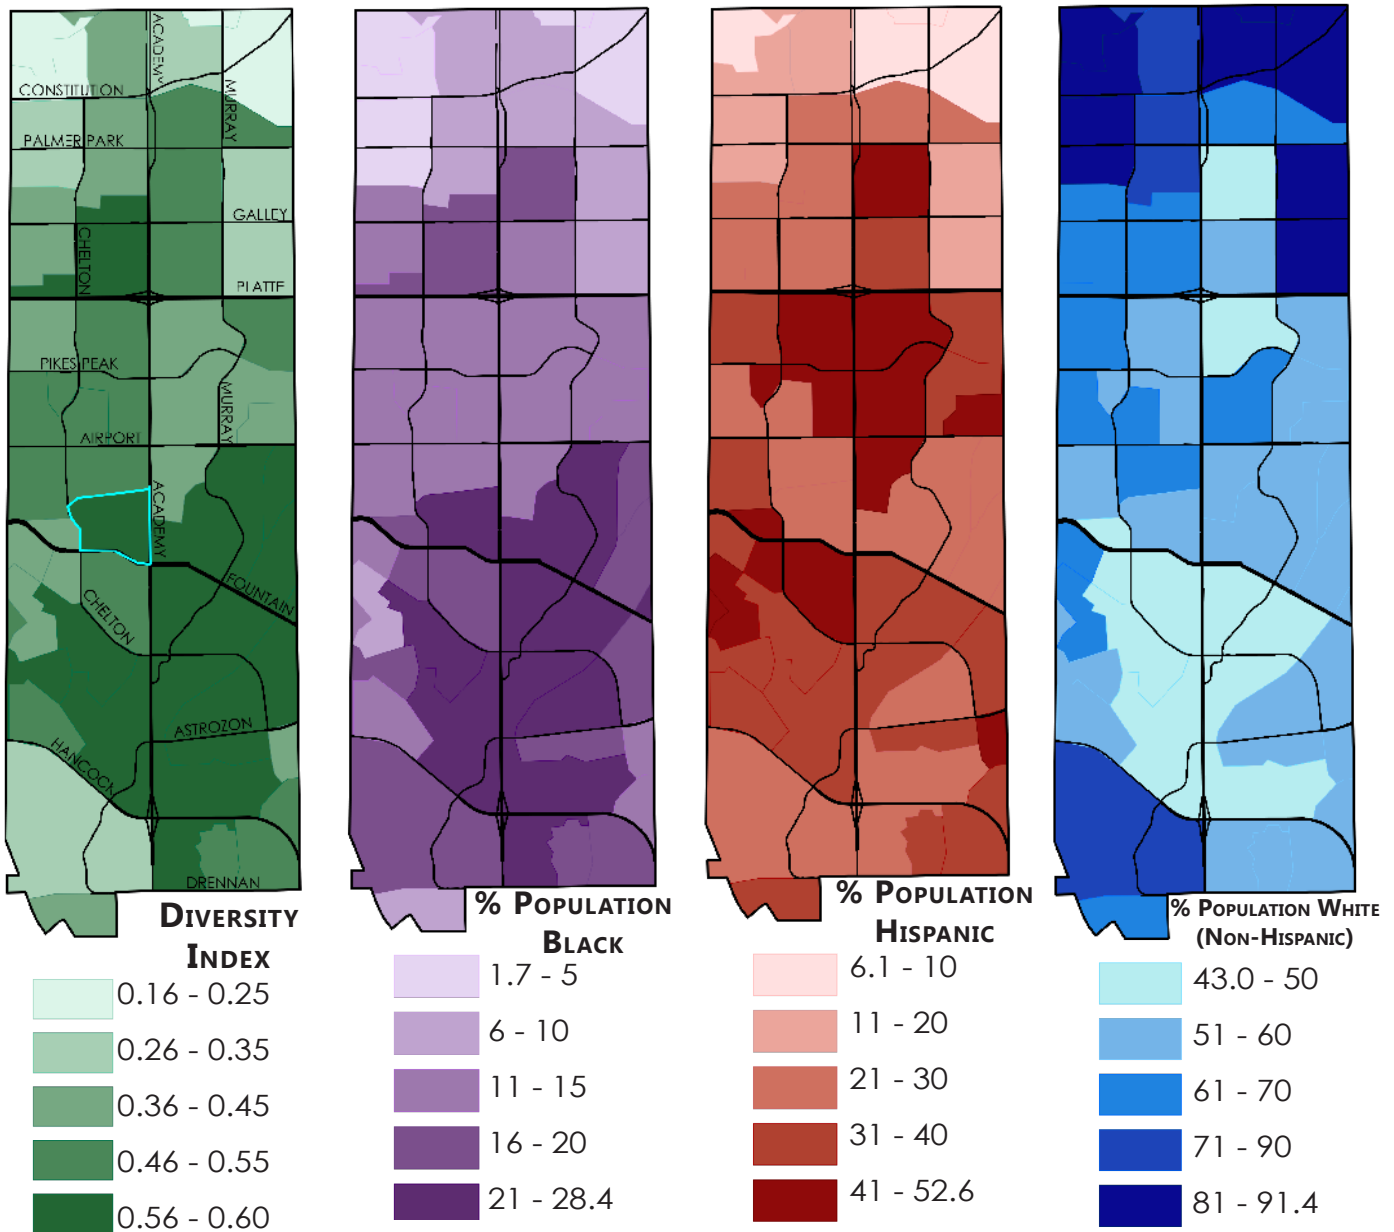 ACADEMY
CONSTITUTION
MURRAY
PALMER PARK
GALLEY
CHELTON
PLATTE
PIKES PEAK
MURRAY
AIRPORT
ACADEMY
FOUNTAIN
CHELTON
ASTROZON
HANCOCK
DRENNAN
DIVERSITY
INDEX
0.16 - 0.25
0.26 - 0.35
0.36 - 0.45
0.46 - 0.55
0.56 - 0.60
% POPULATION
BLACK
1.7 - 5
6 - 10
11 - 15
16 - 20
21 - 28.4
% POPULATION
HISPANIC
6.1 - 10
11 - 20
21 - 30
31 - 40
41 - 52.6
% POPULATION WHITE
(NON-HISPANIC)
43.0 - 50
51 - 60
61 - 70
71 - 90
81 - 91.4